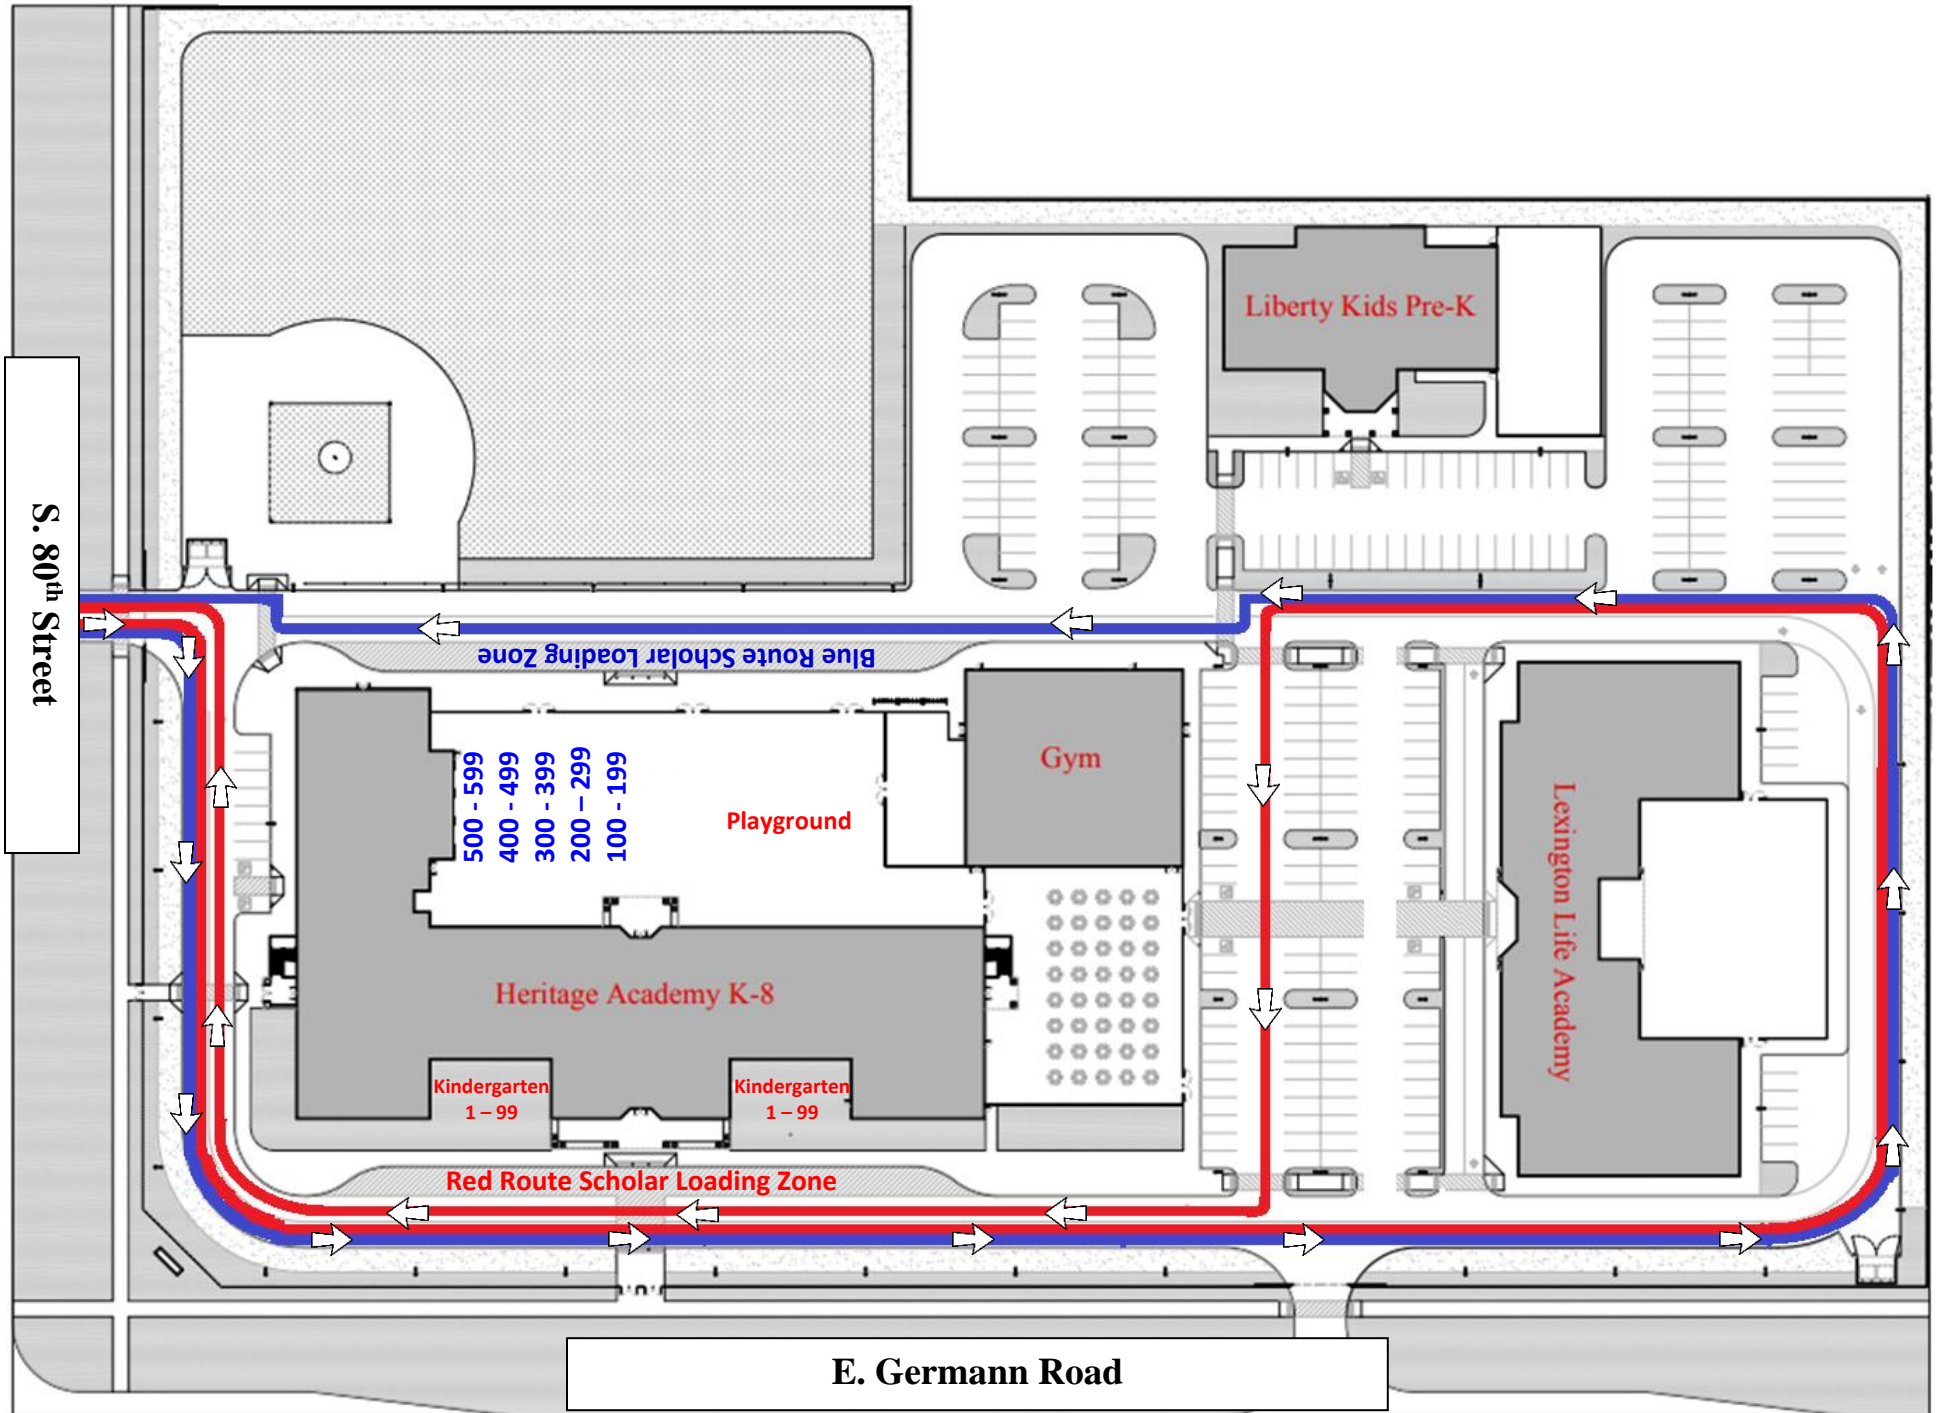 Liberty Kids Pre-K
S. 80th Street
Blue Route Scholar Loading Zone
500 - 599
400 - 499
300 - 399
200 – 299
100 - 199
Playground
Gym
Lexington Life Academy
Heritage Academy K-8
Kindergarten
1 – 99
Kindergarten
1 – 99
Red Route Scholar Loading Zone
E. Germann Road